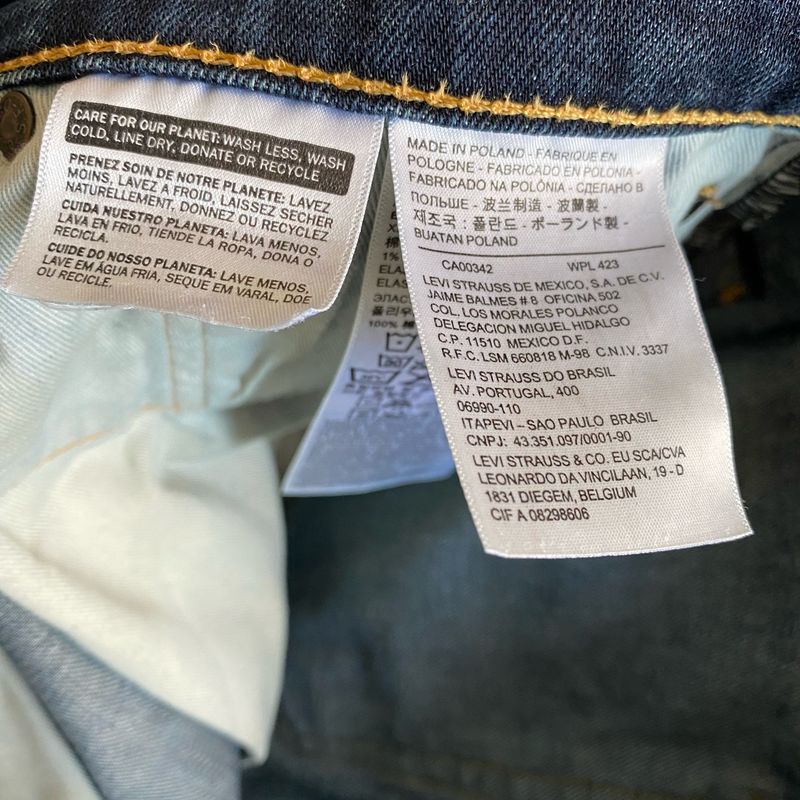 CARE FOR OUR PLANET: WASH LESS, WASH
COLD, LINE DRY, DONATE OR RECYCLE
PRENEZ SOIN DE NOTRE PLANETE: LAVEZ
MOINS, LAVEZ A FROID, LAISSEZ SECHER
NATURELLEMENT, DONNEZ OU RECYCLEZ
CUIDA NUESTRO PLANETA: LAVA MENOS,
LAVA EN FRIO, TIENDE LA ROPA, DONA O
RECICLA.
CUIDE DO NOSSO PLANETA: LAVE MENOS,
LAVE EM ÁGUA FRIA, SEQUE EM VARAL, DOE
OU RECICLE.
1%
ELAS
ЭЛАС
폴리우
100% 棉
MADE IN POLAND - FABRIQUE EN
POLOGNE - FABRICADO EN POLONIA -
FABRICADO NA POLÔNIA - СДЕЛАНО В
ПОЛЬШЕ - 波兰制造 - 波蘭製 -
제조국 : 폴란드 - ポーランド製 -
BUATAN POLAND
CA00342 WPL 423
LEVI STRAUSS DE MEXICO, S.A. DE C.V.
JAIME BALMES # 8 OFICINA 502
COL. LOS MORALES POLANCO
DELEGACION MIGUEL HIDALGO
C.P. 11510 MEXICO D.F.
R.F.C. LSM 660818 M-98 C.N.I.V. 3337
LEVI STRAUSS DO BRASIL
AV. PORTUGAL, 400
06990-110
ITAPEVI – SAO PAULO BRASIL
CNPJ: 43.351.097/0001-90
LEVI STRAUSS & CO. EU SCA/CVA
LEONARDO DA VINCILAAN, 19 - D
1831 DIEGEM, BELGIUM
CIF A 08298606